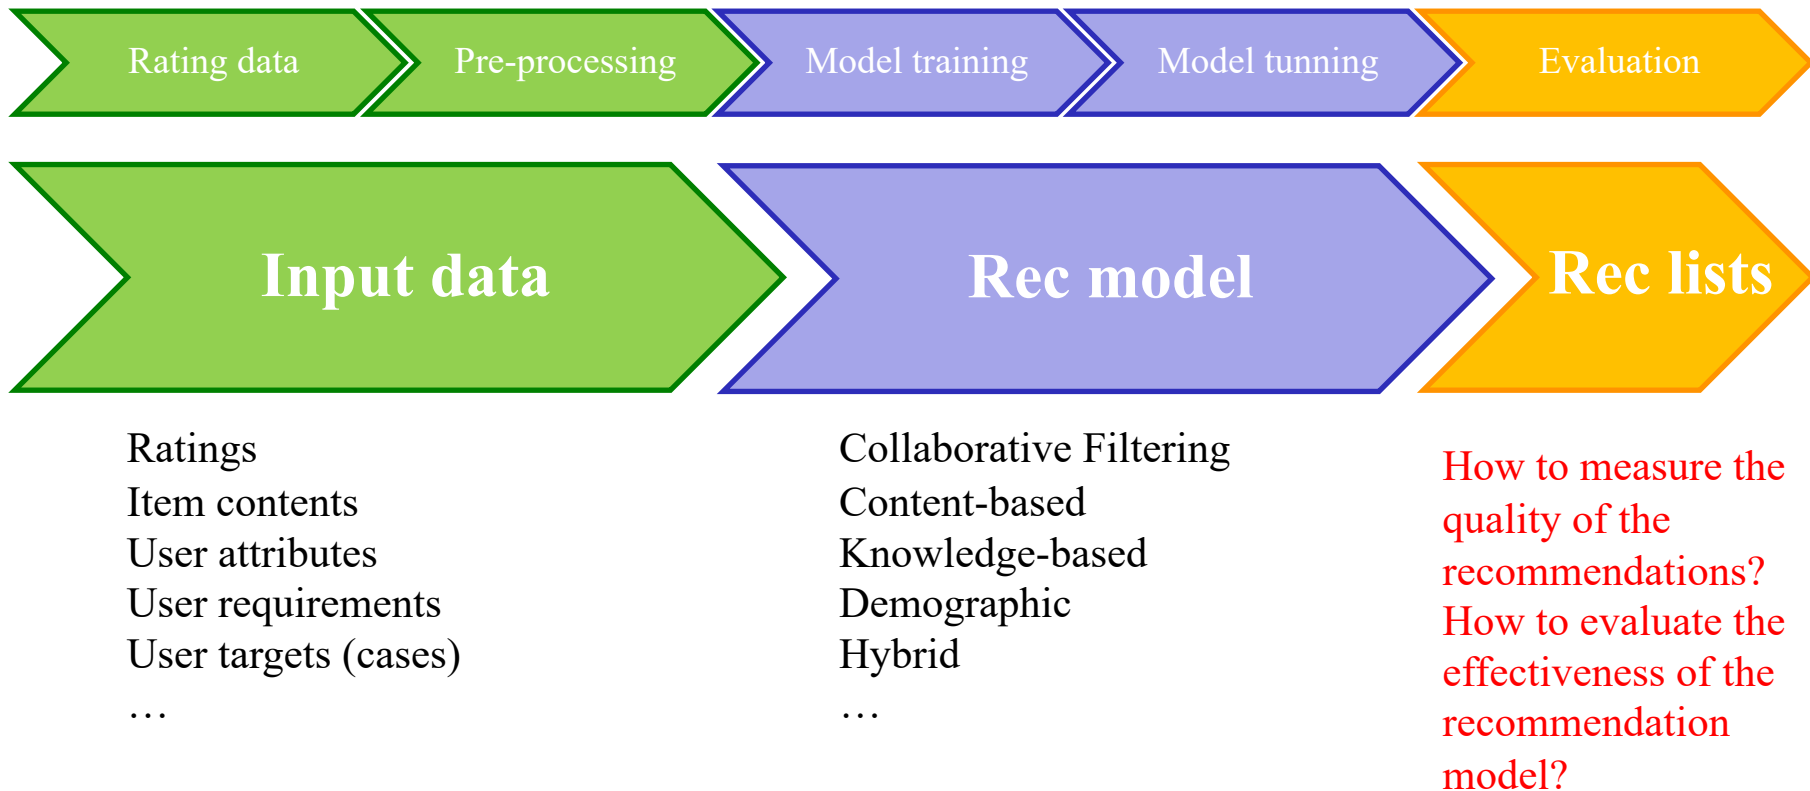 Rating data
Pre-processing
Model training
Model tunning
Evaluation
Input data
Rec model
Rec lists
Ratings
Item contents
User attributes
User requirements
User targets (cases)
…
Collaborative Filtering
Content-based
Knowledge-based
Demographic
Hybrid
…
How to measure the
quality of the
recommendations?
How to evaluate the
effectiveness of the
recommendation
model?